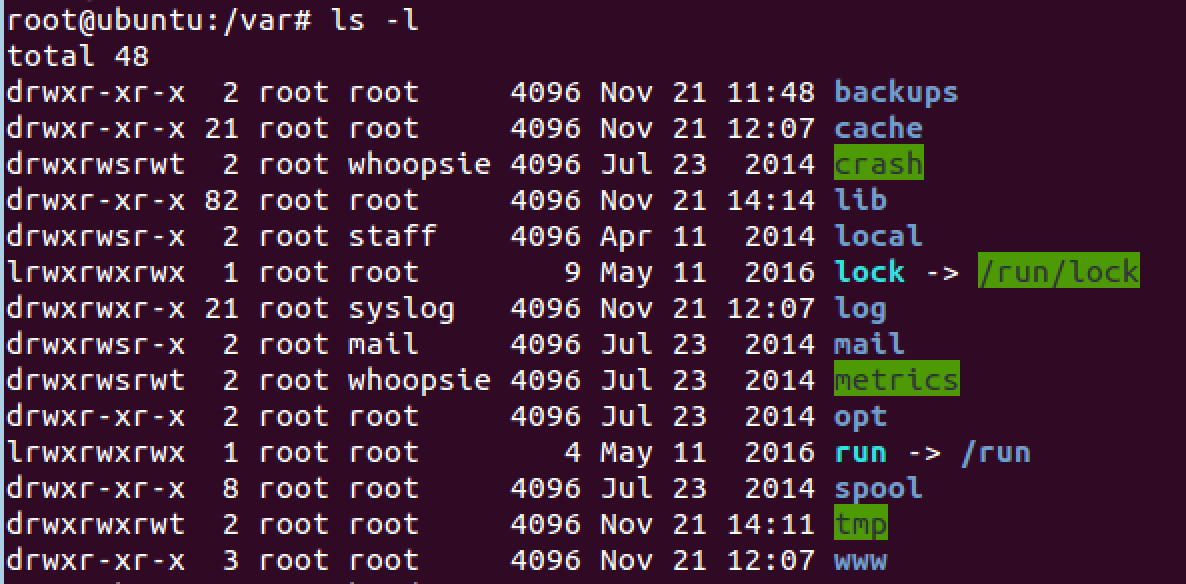 root@ubuntu:/var# ls -l
total 48
drwxr-xr-x  2 root root     4096 Nov 21 11:48 backups
drwxr-xr-x 21 root root     4096 Nov 21 12:07 cache
drwxrwsrwt  2 root whoopsie 4096 Jul 23  2014 crash
drwxr-xr-x 82 root root     4096 Nov 21 14:14 lib
drwxrwsr-x  2 root staff    4096 Apr 11  2014 local
lrwxrwxrwx  1 root root        9 May 11  2016 lock -> /run/lock
drwxrwxr-x 21 root syslog   4096 Nov 21 12:07 log
drwxrwsr-x  2 root mail     4096 Jul 23  2014 mail
drwxrwsrwt  2 root whoopsie 4096 Jul 23  2014 metrics
drwxr-xr-x  2 root root     4096 Jul 23  2014 opt
lrwxrwxrwx  1 root root        4 May 11  2016 run -> /run
drwxr-xr-x  8 root root     4096 Jul 23  2014 spool
drwxrwxrwt  2 root root     4096 Nov 21 14:11 tmp
drwxr-xr-x  3 root root     4096 Nov 21 12:07 www